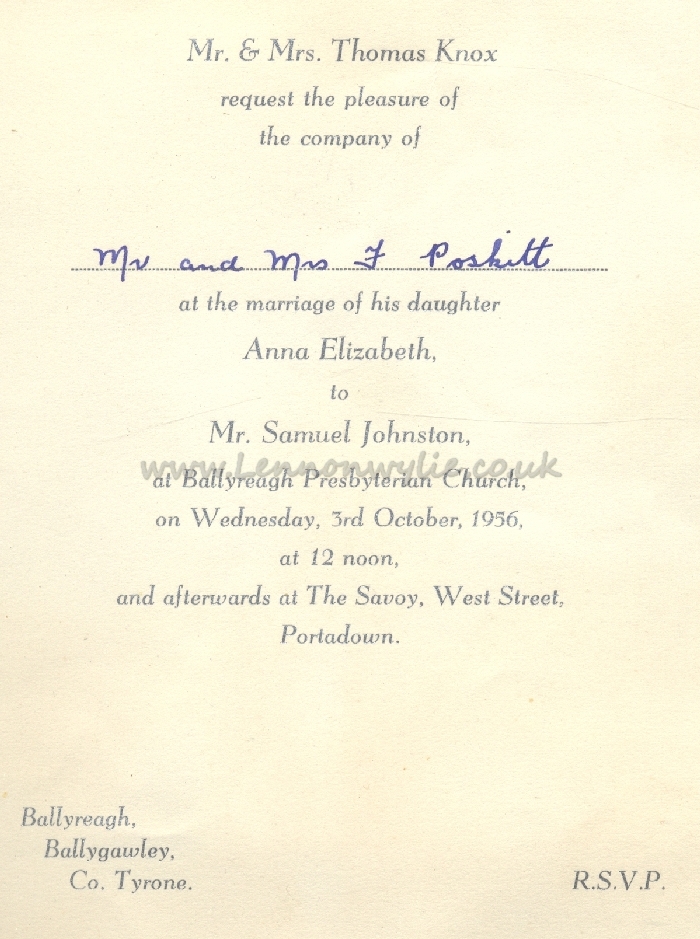 Mr. & Mrs. Thomas Knox
request the pleasure of
the company of
Mr and Mrs F Poskitt
at the marriage of his daughter
Anna Elizabeth,
to
Mr. Samuel Johnston,
www.Lennonwylie.co.uk
at Ballyreagh Presbyterian Church,
on Wednesday, 3rd October, 1956,
at 12 noon,
and afterwards at The Savoy, West Street,
Portadown.
Ballyreagh,
Ballygawley,
Co. Tyrone.
R.S.V.P.